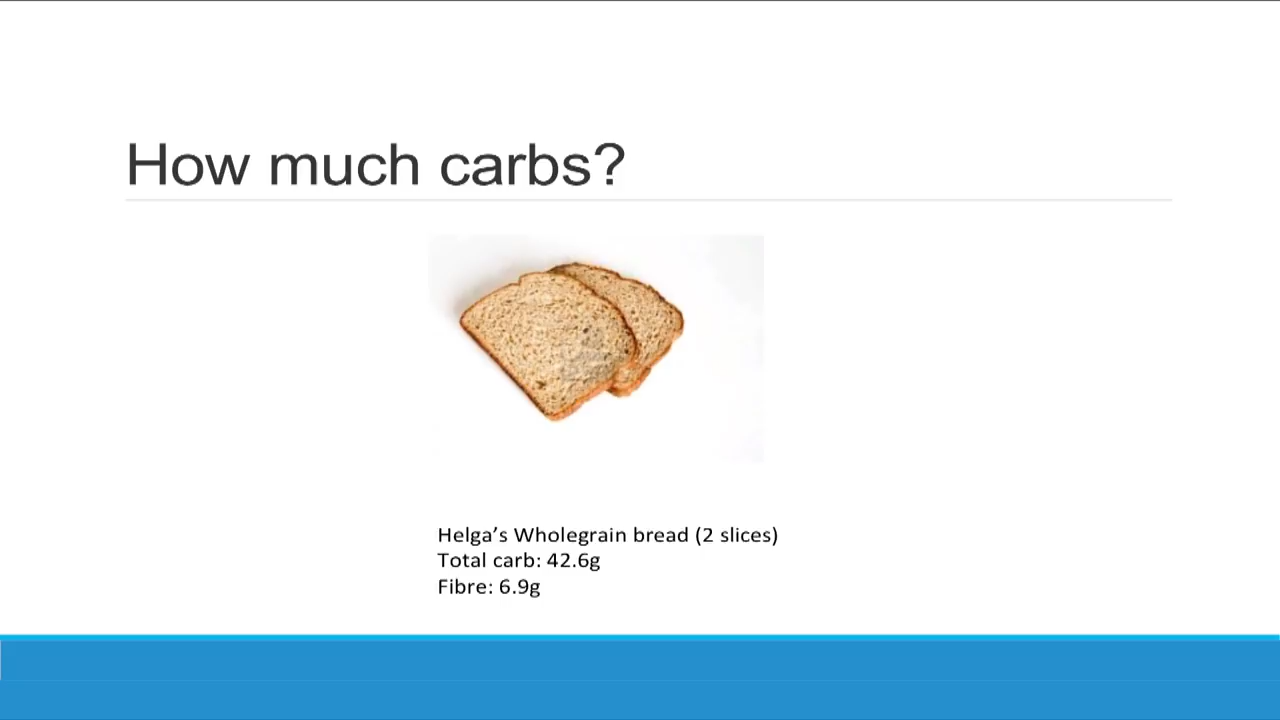 How much carbs?
Helga’s Wholegrain bread (2 slices)
Total carb: 42.6g
Fibre: 6.9g